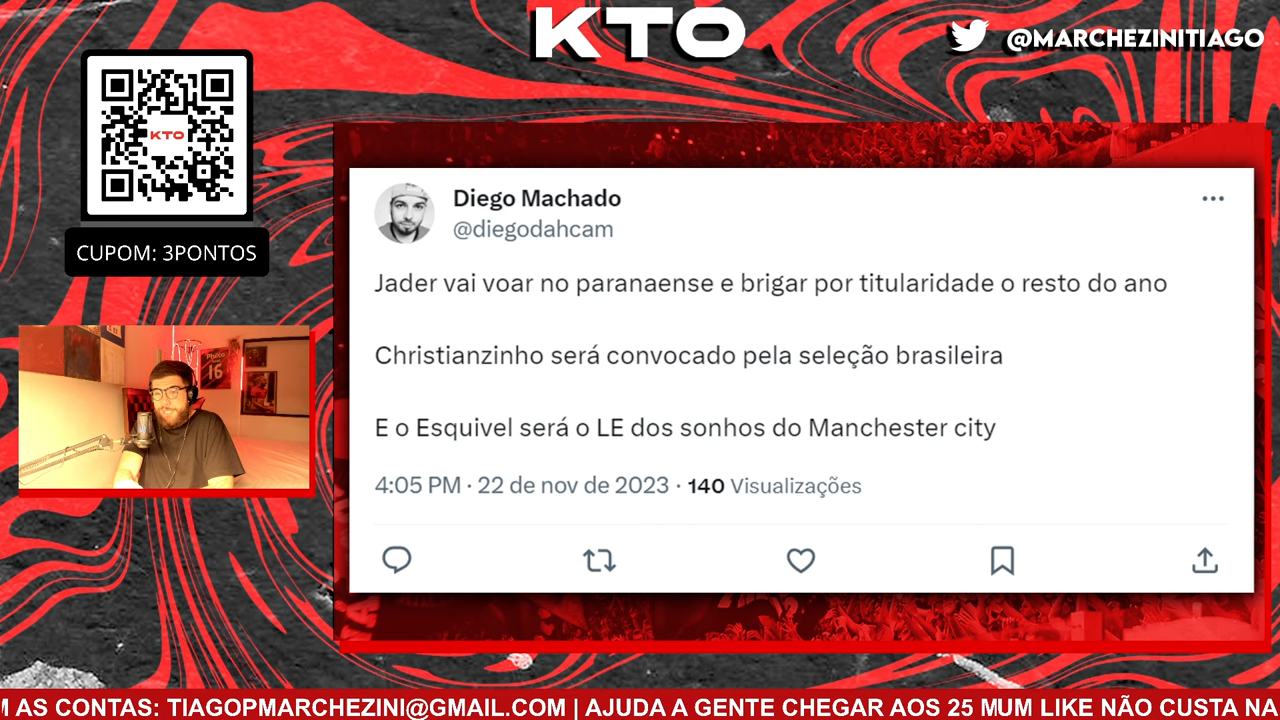 KTO
@MARCHEZINITIAGO
KTO
CUPOM: 3PONTOS
Diego Machado
@diegodahcam
Jader vai voar no paranaense e brigar por titularidade o resto do ano
Christianzinho será convocado pela seleção brasileira
E o Esquivel será o LE dos sonhos do Manchester city
4:05 PM · 22 de nov de 2023 · 140 Visualizações
16
M AS CONTAS: TIAGOPMARCHEZINI@GMAIL.COM | AJUDA A GENTE CHEGAR AOS 25 MUM LIKE NÃO CUSTA NA